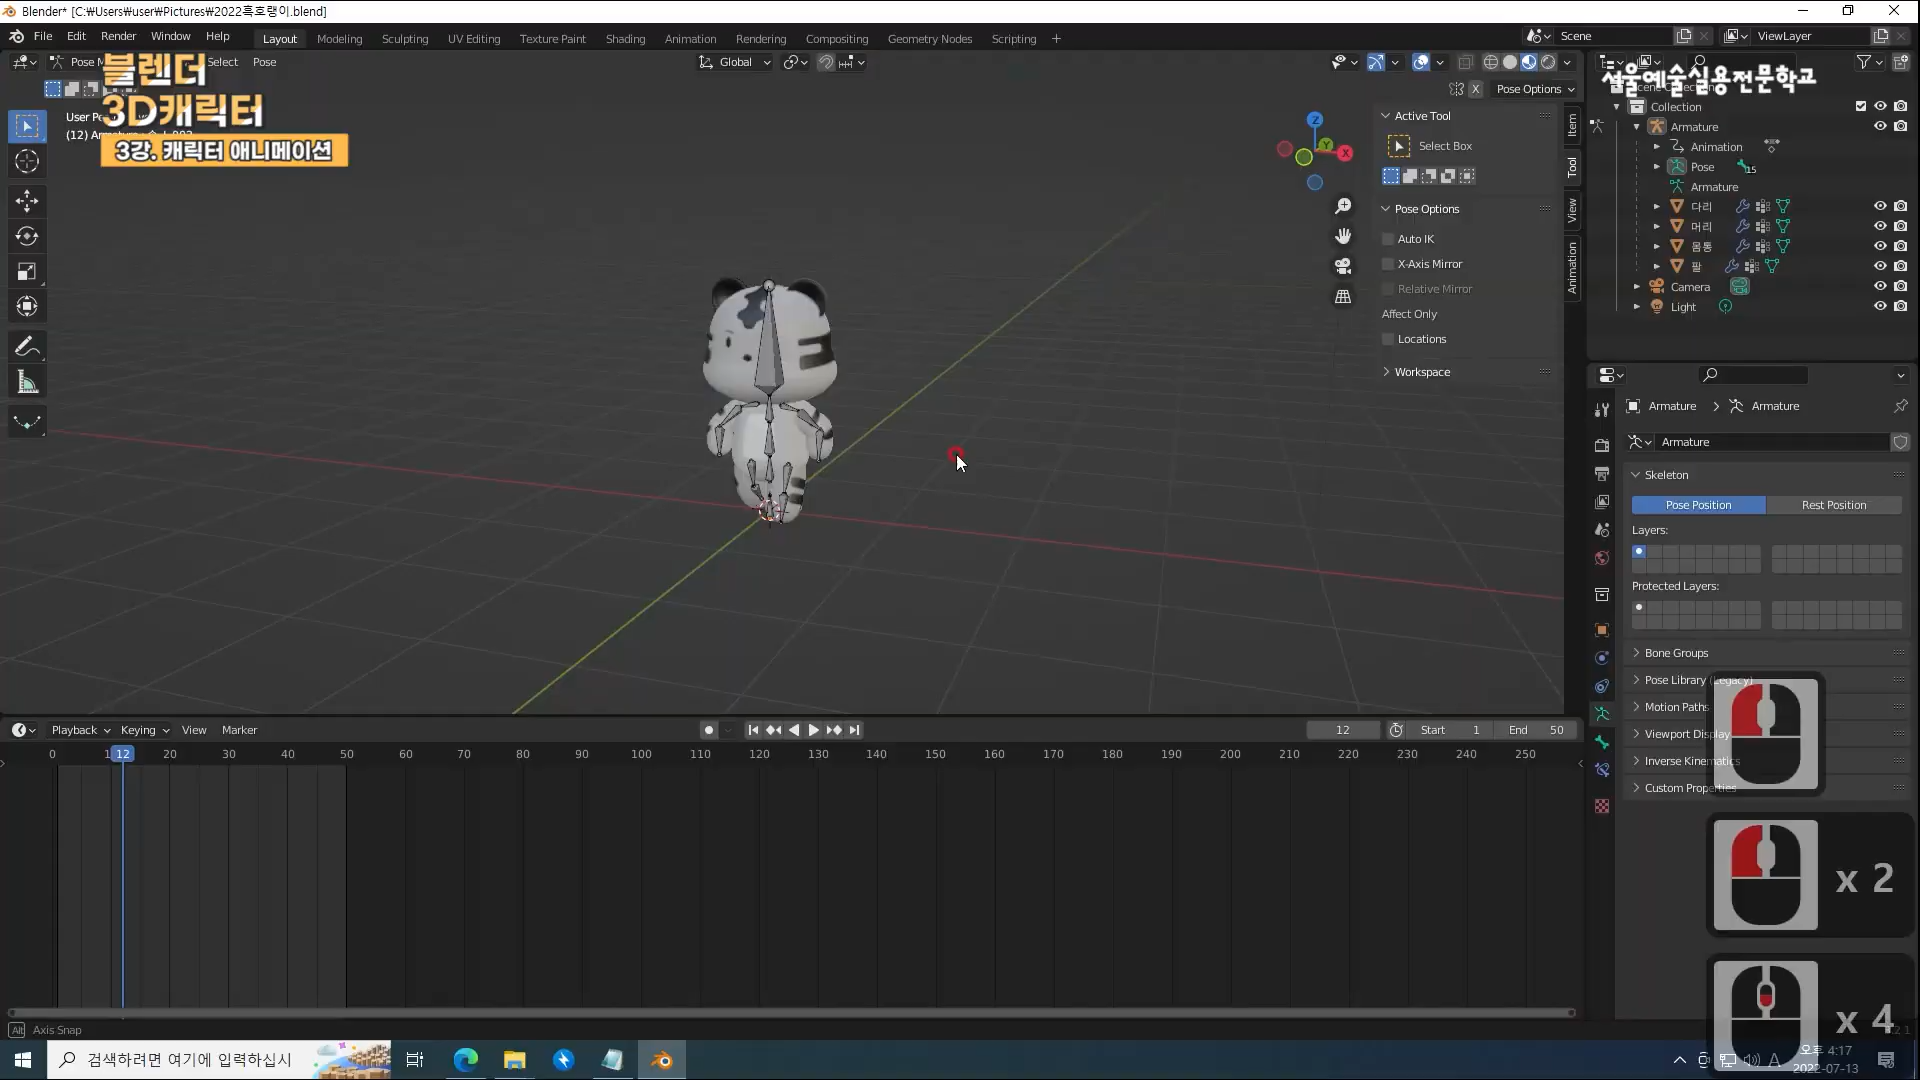 Blender* [C:₩Users₩user₩Pictures₩2022흑호랭이.blend]
File Edit Render Window Help
Layout Modeling Sculpting UV Editing Texture Paint Shading Animation Rendering Compositing Geometry Nodes Scripting +
Scene ViewLayer
Select Pose Global
블렌더
3D캐릭터
3강. 캐릭터 애니메이션
서울예술실용전문학교
X Pose Options
Active Tool
Select Box
Pose Options
Auto IK
X-Axis Mirror
Relative Mirror
Affect Only
Locations
Workspace
Item
Tool
View
Animation
Z
Y
X
Collection
Armature
Animation
Pose 15
Armature
다리
머리
몸통
팔
Camera
Light
Armature > Armature
Armature
Skeleton
Pose Position Rest Position
Layers:
Protected Layers:
Bone Groups
Pose Library (Legacy)
Motion Paths
Viewport Display
Inverse Kinematics
Custom Properties
x 2
x 4
Playback Keying View Marker
12 Start 1 End 50
0 12 20 30 40 50 60 70 80 90 100 110 120 130 140 150 160 170 180 190 200 210 220 230 240 250
Alt Axis Snap
검색하려면 여기에 입력하십시
A 오후 4:17
2022-07-13